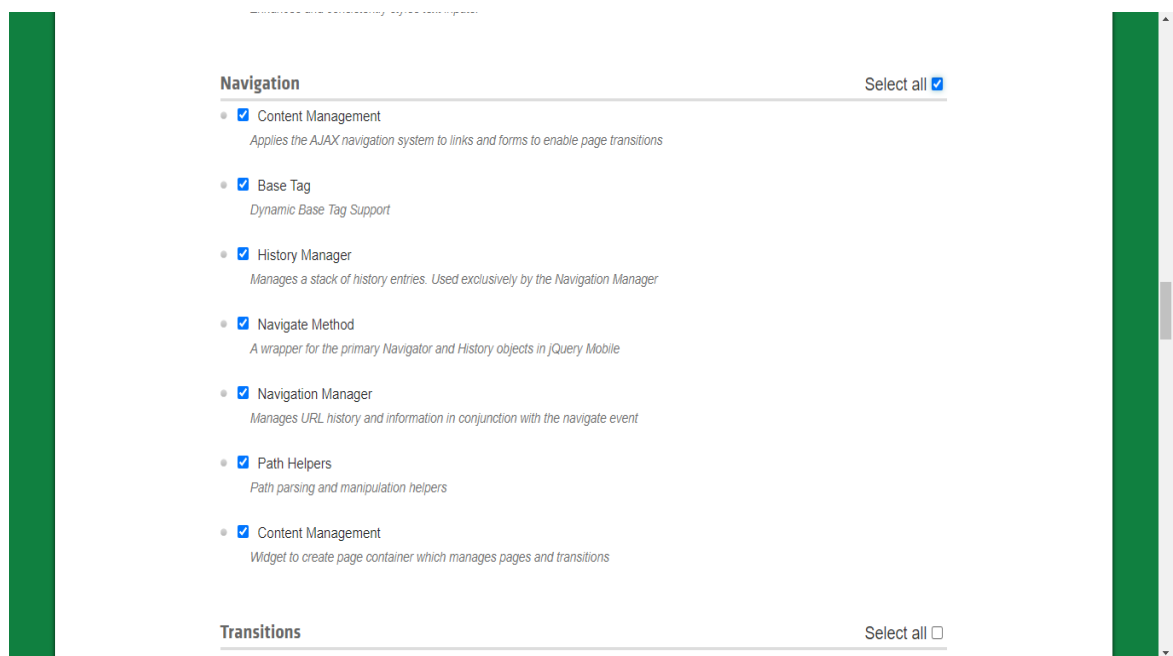 Navigation
Select all
Content Management
Applies the AJAX navigation system to links and forms to enable page transitions
Base Tag
Dynamic Base Tag Support
History Manager
Manages a stack of history entries. Used exclusively by the Navigation Manager
Navigate Method
A wrapper for the primary Navigator and History objects in jQuery Mobile
Navigation Manager
Manages URL history and information in conjunction with the navigate event
Path Helpers
Path parsing and manipulation helpers
Content Management
Widget to create page container which manages pages and transitions
Transitions
Select all